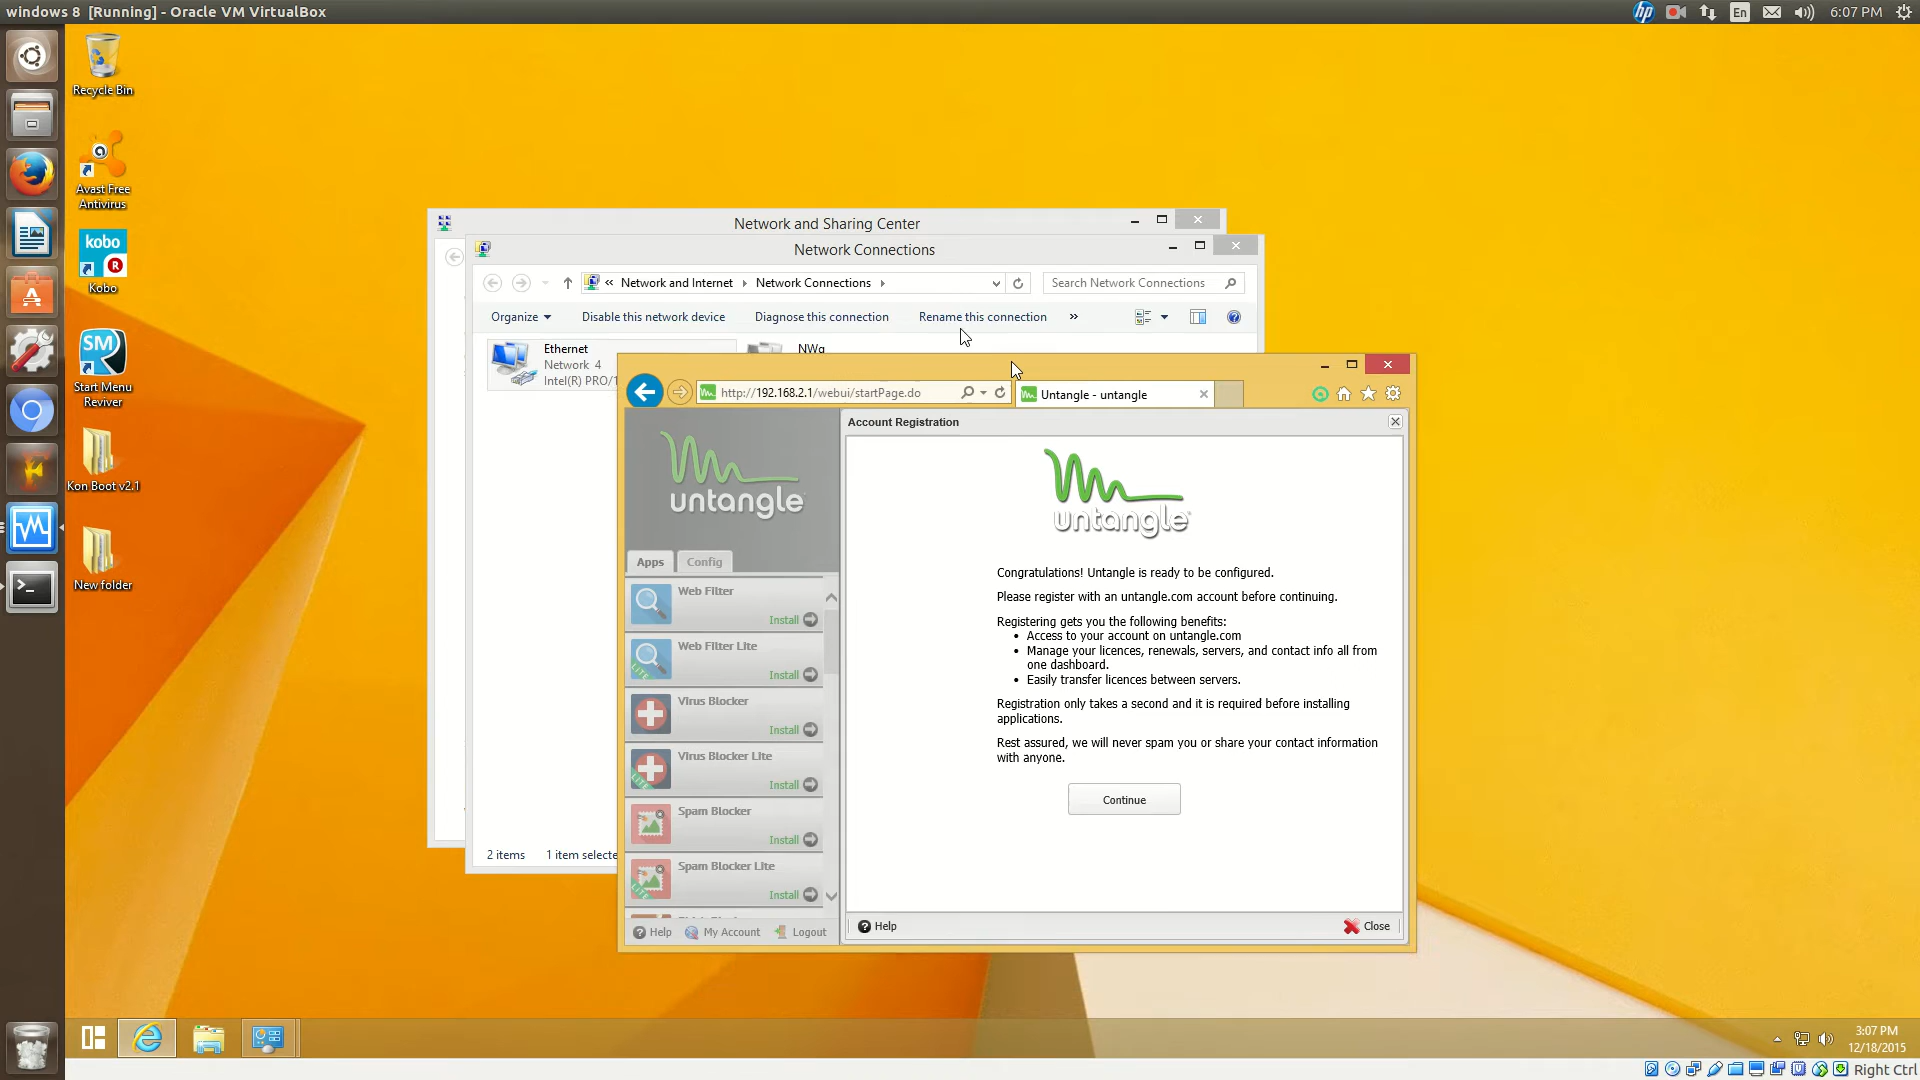 windows 8 [Running] - Oracle VM VirtualBox
En
6:07 PM
Recycle Bin
Avast Free
Antivirus
kobo
R
Kobo
SM
Start Menu
Reviver
Kon Boot v2.1
New folder
Network and Sharing Center
Network Connections
« Network and Internet
Network Connections
Search Network Connections
Organize
Disable this network device
Diagnose this connection
Rename this connection
»
Ethernet
Network 4
Intel(R) PRO/1
2 items
1 item selecte
http://192.168.2.1/webui/startPage.do
Untangle - untangle
untangle
Apps
Config
Web Filter
Install
Web Filter Lite
Install
LITE
Virus Blocker
Install
Virus Blocker Lite
Install
LITE
Spam Blocker
Install
Spam Blocker Lite
Install
LITE
Help
My Account
Logout
Account Registration
untangle
Congratulations! Untangle is ready to be configured.
Please register with an untangle.com account before continuing.
Registering gets you the following benefits:
• Access to your account on untangle.com
• Manage your licences, renewals, servers, and contact info all from
one dashboard.
• Easily transfer licences between servers.
Registration only takes a second and it is required before installing
applications.
Rest assured, we will never spam you or share your contact information
with anyone.
Continue
Help
Close
3:07 PM
12/18/2015
Right Ctrl